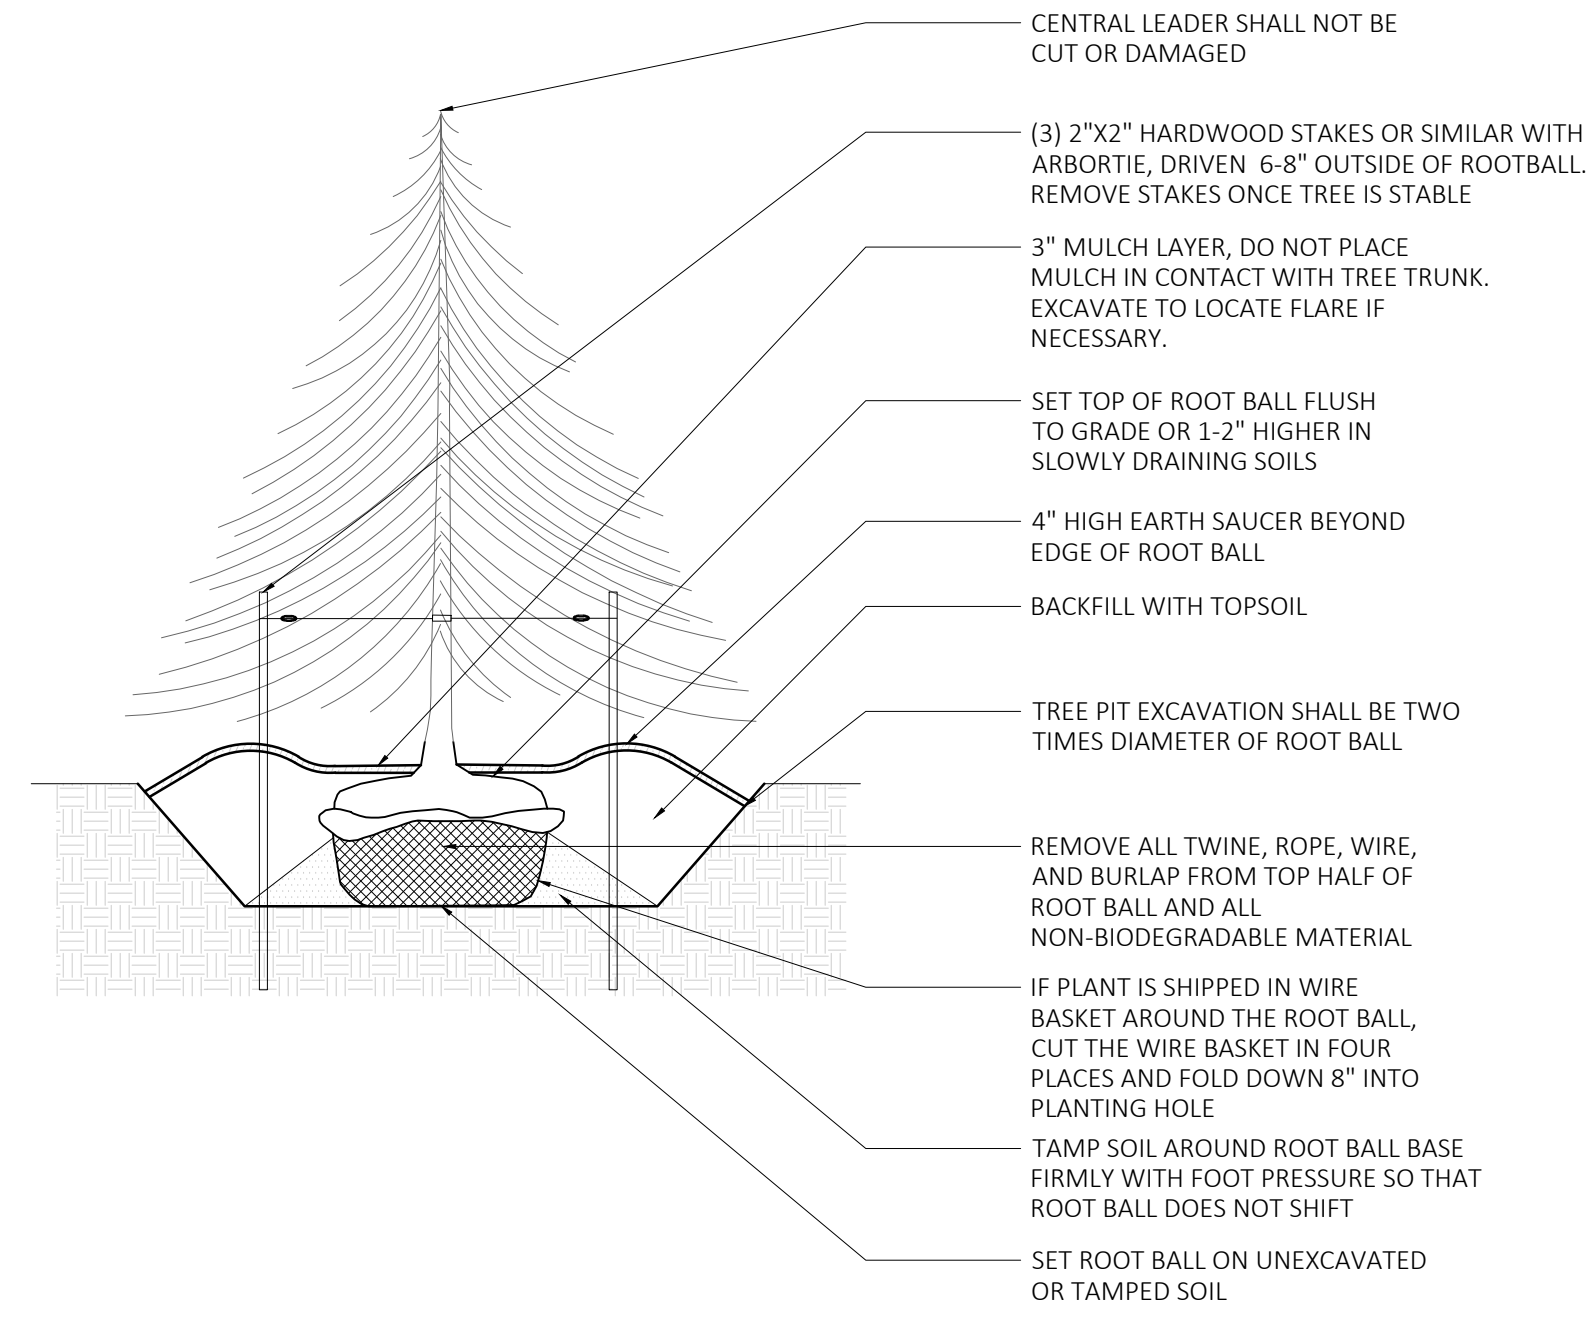 CENTRAL LEADER SHALL NOT BE
CUT OR DAMAGED
(3) 2"X2" HARDWOOD STAKES OR SIMILAR WITH
ARBORTIE, DRIVEN 6-8" OUTSIDE OF ROOTBALL.
REMOVE STAKES ONCE TREE IS STABLE
3" MULCH LAYER, DO NOT PLACE
MULCH IN CONTACT WITH TREE TRUNK.
EXCAVATE TO LOCATE FLARE IF
NECESSARY.
SET TOP OF ROOT BALL FLUSH
TO GRADE OR 1-2" HIGHER IN
SLOWLY DRAINING SOILS
4" HIGH EARTH SAUCER BEYOND
EDGE OF ROOT BALL
BACKFILL WITH TOPSOIL
TREE PIT EXCAVATION SHALL BE TWO
TIMES DIAMETER OF ROOT BALL
REMOVE ALL TWINE, ROPE, WIRE,
AND BURLAP FROM TOP HALF OF
ROOT BALL AND ALL
NON-BIODEGRADABLE MATERIAL
IF PLANT IS SHIPPED IN WIRE
BASKET AROUND THE ROOT BALL,
CUT THE WIRE BASKET IN FOUR
PLACES AND FOLD DOWN 8" INTO
PLANTING HOLE
TAMP SOIL AROUND ROOT BALL BASE
FIRMLY WITH FOOT PRESSURE SO THAT
ROOT BALL DOES NOT SHIFT
SET ROOT BALL ON UNEXCAVATED
OR TAMPED SOIL